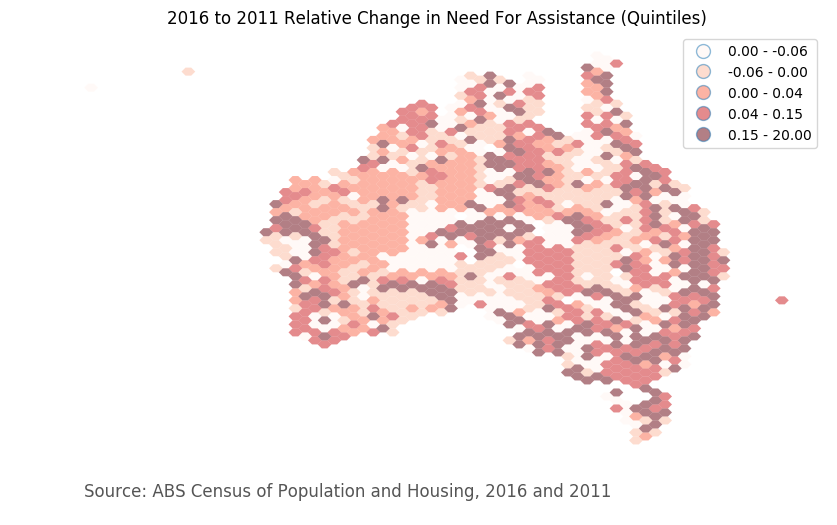 2016 to 2011 Relative Change in Need For Assistance (Quintiles)
0.00 - -0.06
-0.06 - 0.00
0.00 - 0.04
0.04 - 0.15
0.15 - 20.00
Source: ABS Census of Population and Housing, 2016 and 2011